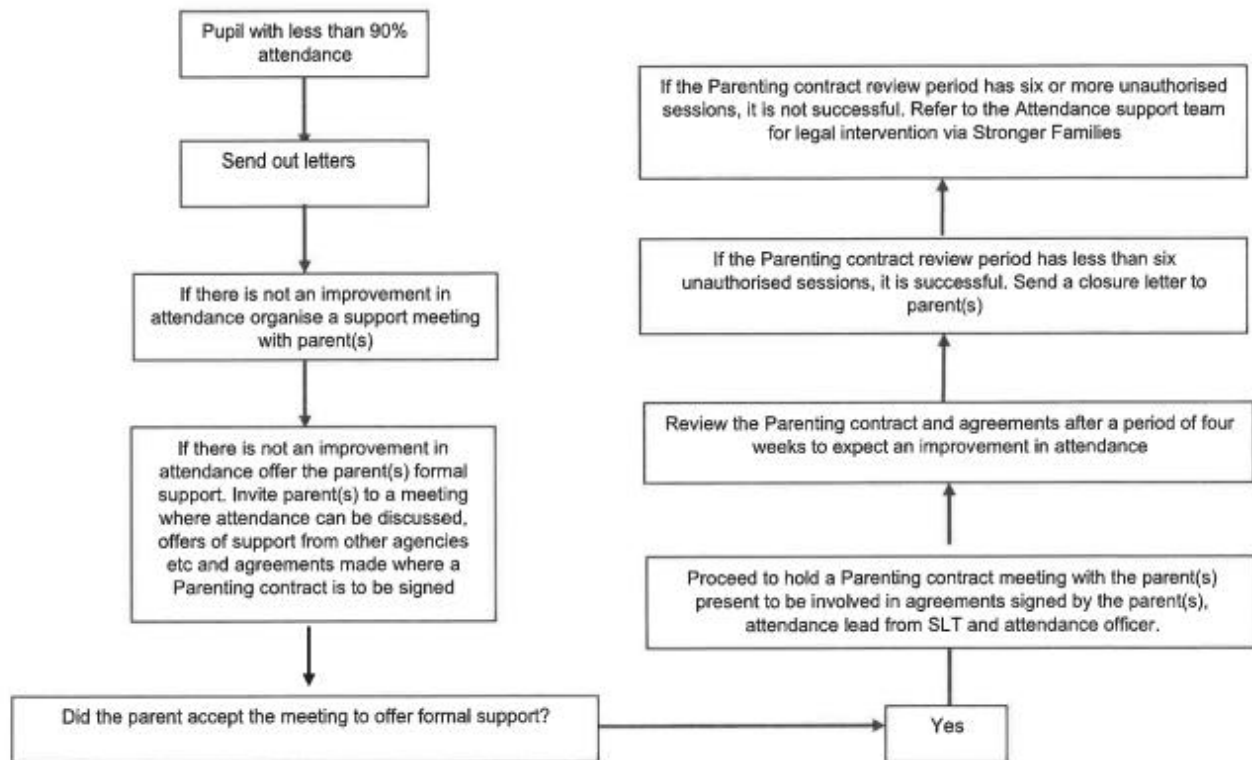 Pupil with less than 90%
attendance
Send out letters
If there is not an improvement in
attendance organise a support meeting
with parent(s)
If there is not an improvement in
attendance offer the parent(s) formal
support. Invite parent(s) to a meeting
where attendance can be discussed,
offers of support from other agencies
etc and agreements made where a
Parenting contract is to be signed
Did the parent accept the meeting to offer formal support?
Yes
Proceed to hold a Parenting contract meeting with the parent(s)
present to be involved in agreements signed by the parent(s),
attendance lead from SLT and attendance officer.
Review the Parenting contract and agreements after a period of four
weeks to expect an improvement in attendance
If the Parenting contract review period has less than six
unauthorised sessions, it is successful. Send a closure letter to
parent(s)
If the Parenting contract review period has six or more unauthorised
sessions, it is not successful. Refer to the Attendance support team
for legal intervention via Stronger Families